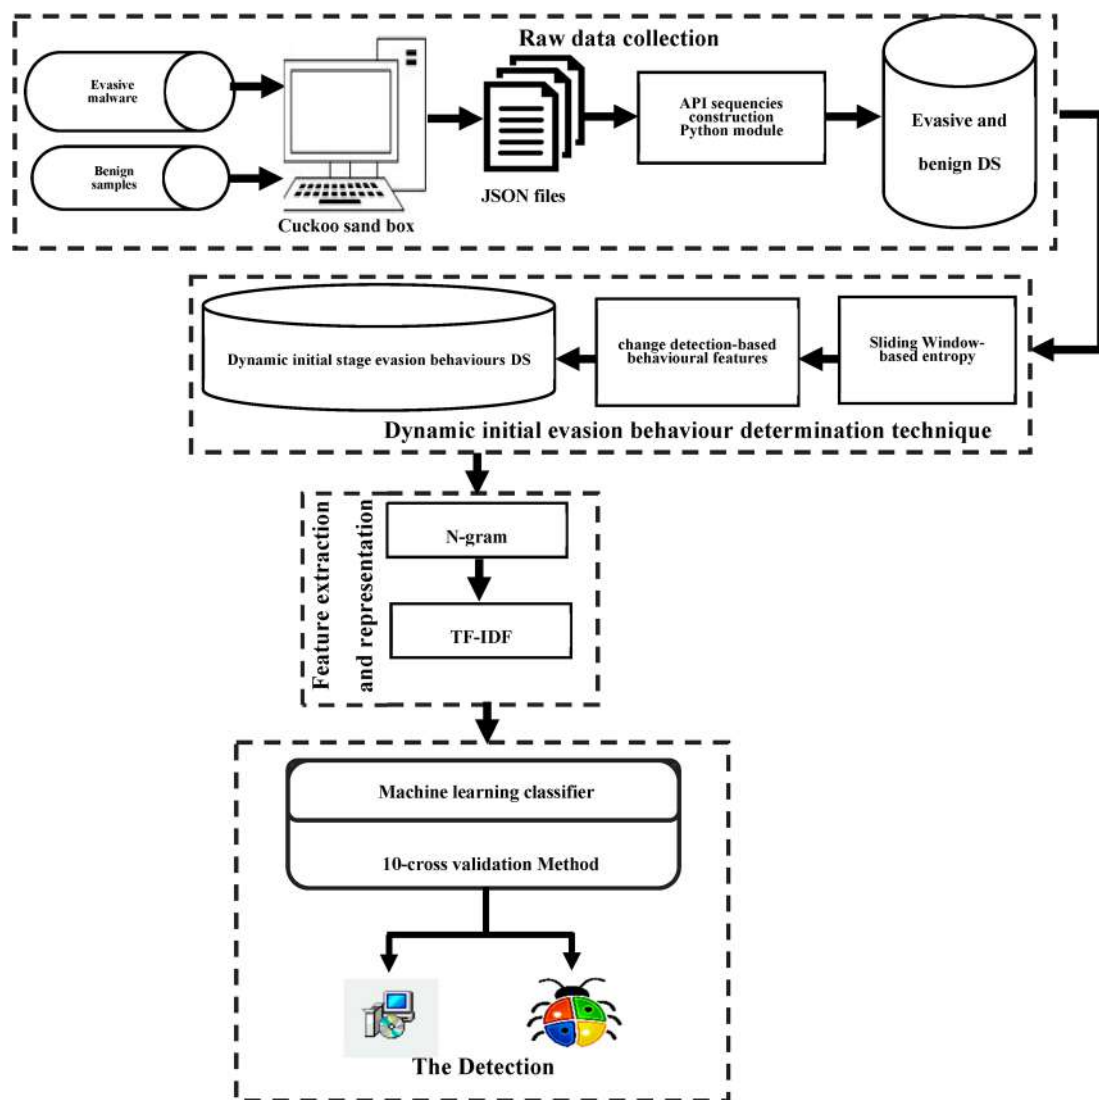 Raw data collection
Evasive
malware
Benign
samples
Cuckoo sand box
JSON files
API sequencies
construction
Python module
Evasive and
benign DS
Dynamic initial stage evasion behaviours DS
change detection-based
behavioural features
Sliding Window-
based entropy
Dynamic initial evasion behaviour determination technique
Feature extraction
and representation
N-gram
TF-IDF
Machine learning classifier
10-cross validation Method
The Detection